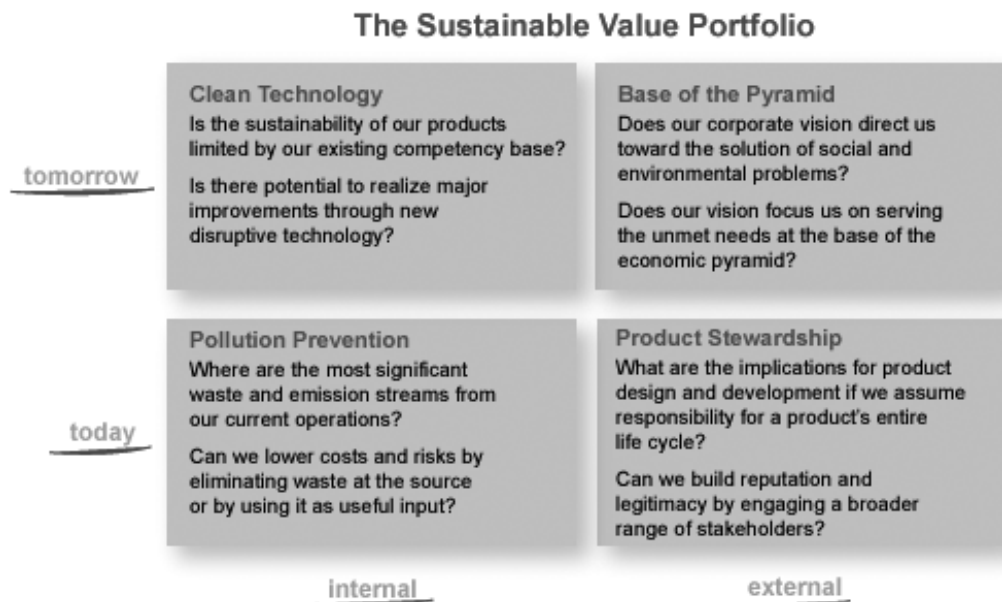 The Sustainable Value Portfolio
Clean Technology
Is the sustainability of our products
limited by our existing competency base?
Is there potential to realize major
improvements through new
disruptive technology?
Base of the Pyramid
Does our corporate vision direct us
toward the solution of social and
environmental problems?
Does our vision focus us on serving
the unmet needs at the base of the
economic pyramid?
tomorrow
Pollution Prevention
Where are the most significant
waste and emission streams from
our current operations?
Can we lower costs and risks by
eliminating waste at the source
or by using it as useful input?
Product Stewardship
What are the implications for product
design and development if we assume
responsibility for a product's entire
life cycle?
Can we build reputation and
legitimacy by engaging a broader
range of stakeholders?
today
internal
external